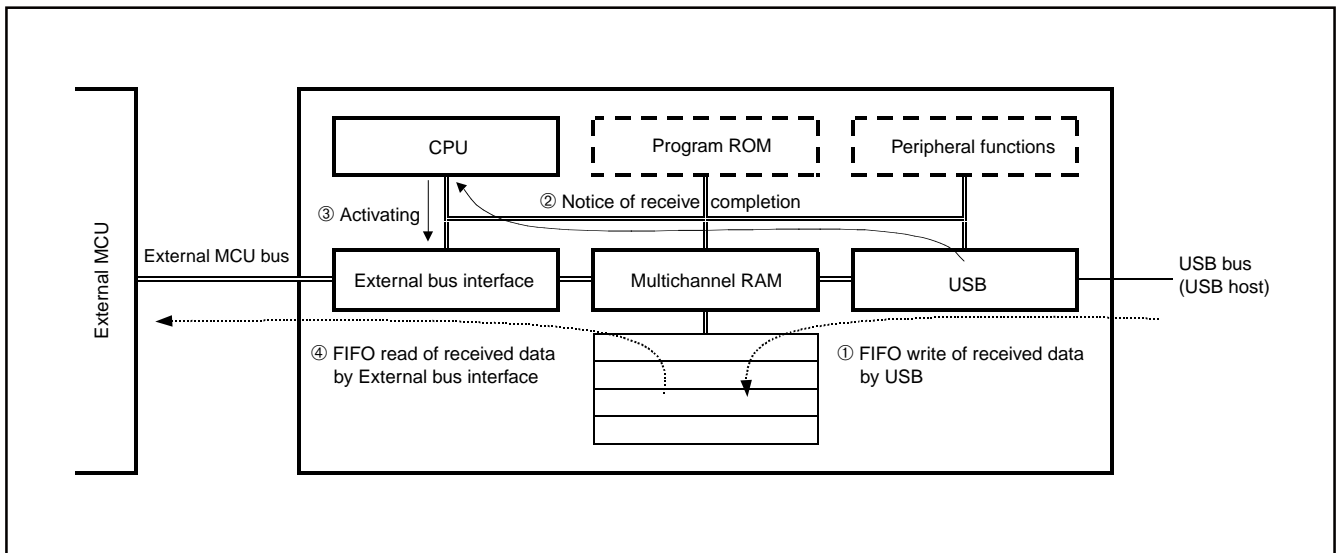 CPU
Program ROM
Peripheral functions
② Notice of receive completion
③ Activating
External MCU
External MCU bus
External bus interface
Multichannel RAM
USB
USB bus
(USB host)
④ FIFO read of received data
by External bus interface
① FIFO write of received data
by USB